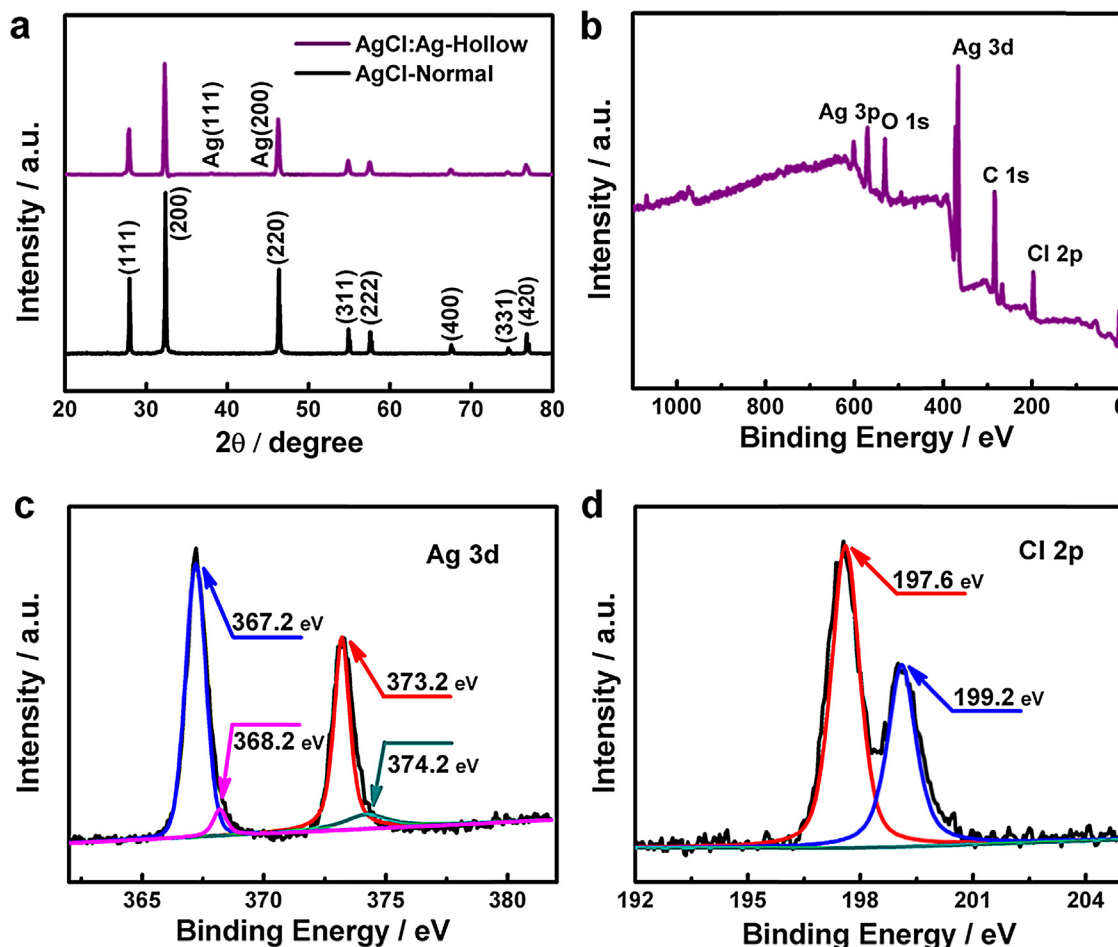 a
AgCl:Ag-Hollow
AgCl-Normal
Ag(111)
Ag(200)
(111)
(200)
(220)
(311)
(222)
(400)
(331)
(420)
Intensity / a.u.
20 30 40 50 60 70 80
2θ / degree
b
Ag 3d
Ag 3p
O 1s
C 1s
Cl 2p
Intensity / a.u.
1000 800 600 400 200
Binding Energy / eV
c
Ag 3d
367.2 eV
373.2 eV
368.2 eV
374.2 eV
Intensity / a.u.
365 370 375 380
Binding Energy / eV
d
Cl 2p
197.6 eV
199.2 eV
Intensity / a.u.
192 195 198 201 204
Binding Energy / eV